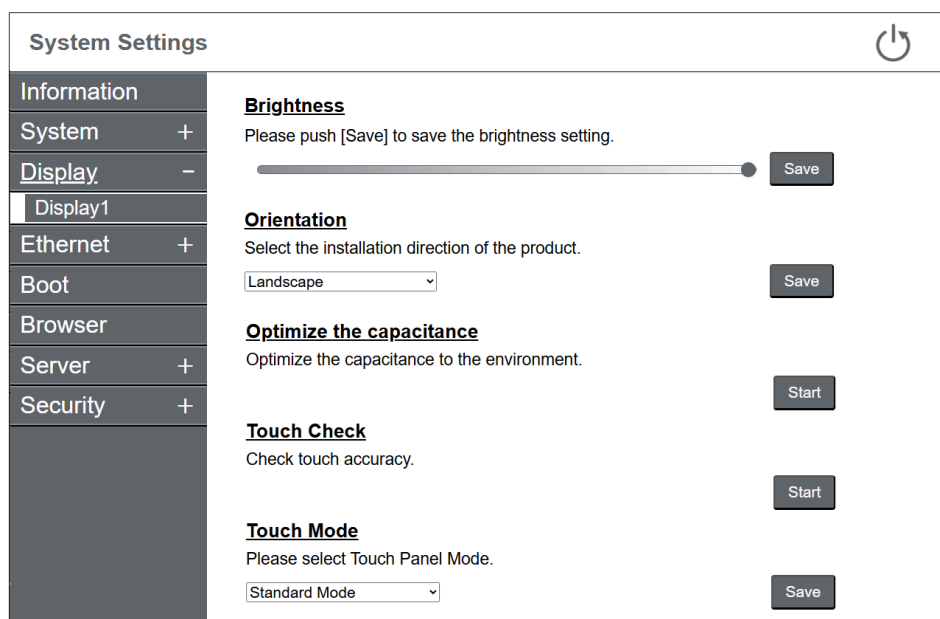 System Settings
Information
System +
Display -
Display1
Ethernet +
Boot
Browser
Server +
Security +
Brightness
Please push [Save] to save the brightness setting.
Save
Orientation
Select the installation direction of the product.
Landscape
Save
Optimize the capacitance
Optimize the capacitance to the environment.
Start
Touch Check
Check touch accuracy.
Start
Touch Mode
Please select Touch Panel Mode.
Standard Mode
Save